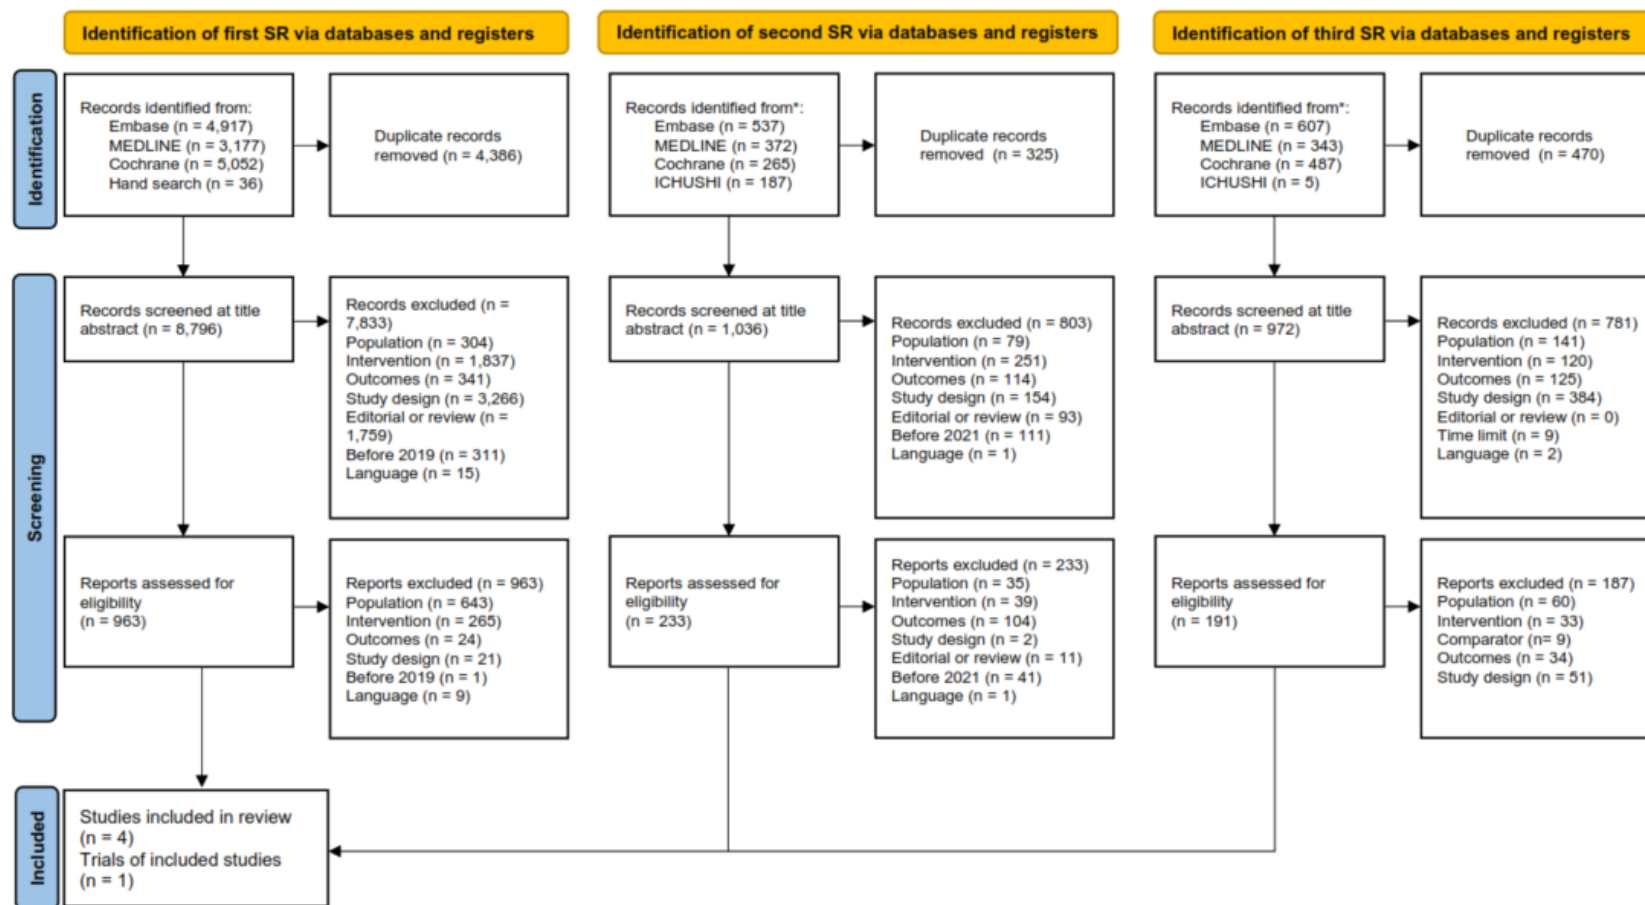 Identification of first SR via databases and registers
Identification of second SR via databases and registers
Identification of third SR via databases and registers
Identification
Records identified from:
Embase (n = 4,917)
MEDLINE (n = 3,177)
Cochrane (n = 5,052)
Hand search (n = 36)
Duplicate records
removed (n = 4,386)
Records identified from*:
Embase (n = 537)
MEDLINE (n = 372)
Cochrane (n = 265)
ICHUSHI (n = 187)
Duplicate records
removed (n = 325)
Records identified from*:
Embase (n = 607)
MEDLINE (n = 343)
Cochrane (n = 487)
ICHUSHI (n = 5)
Duplicate records
removed (n = 470)
Screening
Records screened at title
abstract (n = 8,796)
Records excluded (n =
7,833)
Population (n = 304)
Intervention (n = 1,837)
Outcomes (n = 341)
Study design (n = 3,266)
Editorial or review (n =
1,759)
Before 2019 (n = 311)
Language (n = 15)
Records screened at title
abstract (n = 1,036)
Records excluded (n = 803)
Population (n = 79)
Intervention (n = 251)
Outcomes (n = 114)
Study design (n = 154)
Editorial or review (n = 93)
Before 2021 (n = 111)
Language (n = 1)
Records screened at title
abstract (n = 972)
Records excluded (n = 781)
Population (n = 141)
Intervention (n = 120)
Outcomes (n = 125)
Study design (n = 384)
Editorial or review (n = 0)
Time limit (n = 9)
Language (n = 2)
Reports assessed for
eligibility
(n = 963)
Reports excluded (n = 963)
Population (n = 643)
Intervention (n = 265)
Outcomes (n = 24)
Study design (n = 21)
Before 2019 (n = 1)
Language (n = 9)
Reports assessed for
eligibility
(n = 233)
Reports excluded (n = 233)
Population (n = 35)
Intervention (n = 39)
Outcomes (n = 104)
Study design (n = 2)
Editorial or review (n = 11)
Before 2021 (n = 41)
Language (n = 1)
Reports assessed for
eligibility
(n = 191)
Reports excluded (n = 187)
Population (n = 60)
Intervention (n = 33)
Comparator (n= 9)
Outcomes (n = 34)
Study design (n = 51)
Included
Studies included in review
(n = 4)
Trials of included studies
(n = 1)